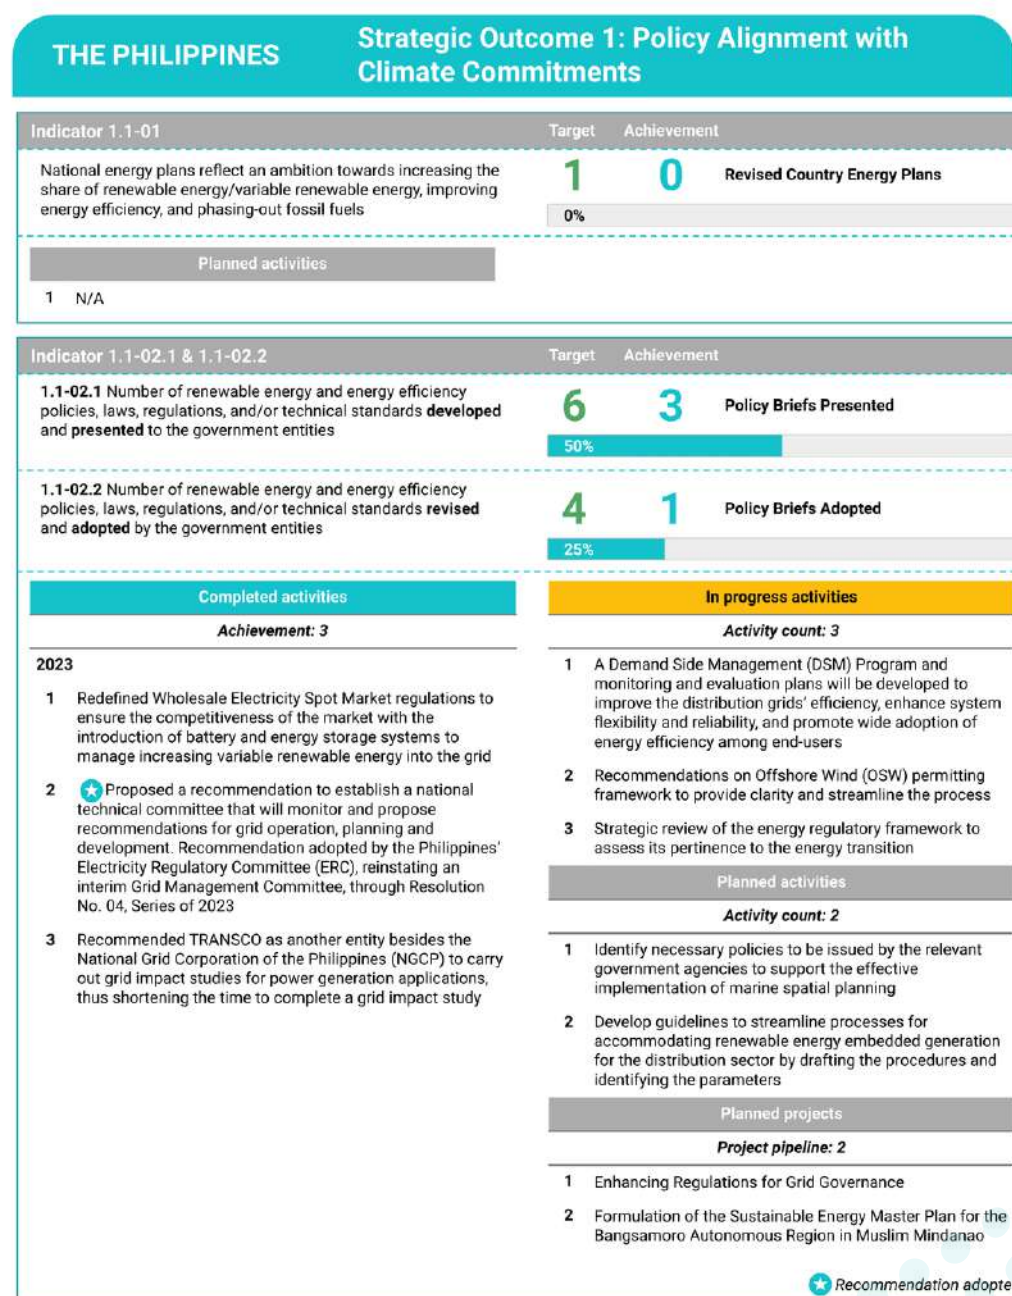 THE PHILIPPINES
Strategic Outcome 1: Policy Alignment with
Climate Commitments
Indicator 1.1-01
Target Achievement
National energy plans reflect an ambition towards increasing the
share of renewable energy/variable renewable energy, improving
energy efficiency, and phasing-out fossil fuels
1 0 Revised Country Energy Plans
0%
Planned activities
1 N/A
Indicator 1.1-02.1 & 1.1-02.2
Target Achievement
1.1-02.1 Number of renewable energy and energy efficiency
policies, laws, regulations, and/or technical standards developed
and presented to the government entities
6 3 Policy Briefs Presented
50%
1.1-02.2 Number of renewable energy and energy efficiency
policies, laws, regulations, and/or technical standards revised
and adopted by the government entities
4 1 Policy Briefs Adopted
25%
Completed activities
Achievement: 3
2023
1 Redefined Wholesale Electricity Spot Market regulations to
ensure the competitiveness of the market with the
introduction of battery and energy storage systems to
manage increasing variable renewable energy into the grid
2 Proposed a recommendation to establish a national
technical committee that will monitor and propose
recommendations for grid operation, planning and
development. Recommendation adopted by the Philippines'
Electricity Regulatory Committee (ERC), reinstating an
interim Grid Management Committee, through Resolution
No. 04, Series of 2023
3 Recommended TRANSCO as another entity besides the
National Grid Corporation of the Philippines (NGCP) to carry
out grid impact studies for power generation applications,
thus shortening the time to complete a grid impact study
In progress activities
Activity count: 3
1 A Demand Side Management (DSM) Program and
monitoring and evaluation plans will be developed to
improve the distribution grids' efficiency, enhance system
flexibility and reliability, and promote wide adoption of
energy efficiency among end-users
2 Recommendations on Offshore Wind (OSW) permitting
framework to provide clarity and streamline the process
3 Strategic review of the energy regulatory framework to
assess its pertinence to the energy transition
Planned activities
Activity count: 2
1 Identify necessary policies to be issued by the relevant
government agencies to support the effective
implementation of marine spatial planning
2 Develop guidelines to streamline processes for
accommodating renewable energy embedded generation
for the distribution sector by drafting the procedures and
identifying the parameters
Planned projects
Project pipeline: 2
1 Enhancing Regulations for Grid Governance
2 Formulation of the Sustainable Energy Master Plan for the
Bangsamoro Autonomous Region in Muslim Mindanao
Recommendation adopte